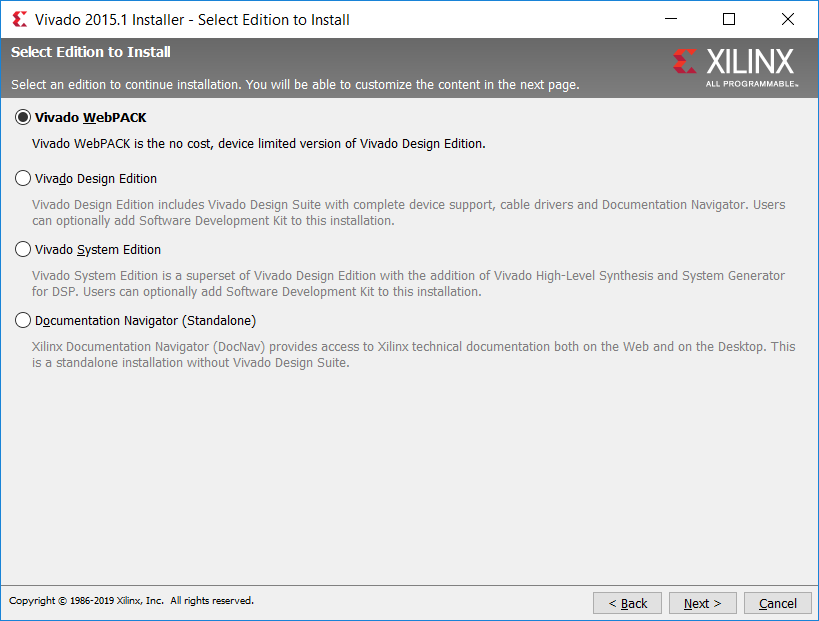 Vivado 2015.1 Installer - Select Edition to Install
Select Edition to Install
Select an edition to continue installation. You will be able to customize the content in the next page.
XILINX
ALL PROGRAMMABLE.
Vivado WebPACK
Vivado WebPACK is the no cost, device limited version of Vivado Design Edition.
Vivado Design Edition
Vivado Design Edition includes Vivado Design Suite with complete device support, cable drivers and Documentation Navigator. Users
can optionally add Software Development Kit to this installation.
Vivado System Edition
Vivado System Edition is a superset of Vivado Design Edition with the addition of Vivado High-Level Synthesis and System Generator
for DSP. Users can optionally add Software Development Kit to this installation.
Documentation Navigator (Standalone)
Xilinx Documentation Navigator (DocNav) provides access to Xilinx technical documentation both on the Web and on the Desktop. This
is a standalone installation without Vivado Design Suite.
Copyright © 1986-2019 Xilinx, Inc. All rights reserved.
< Back
Next >
Cancel